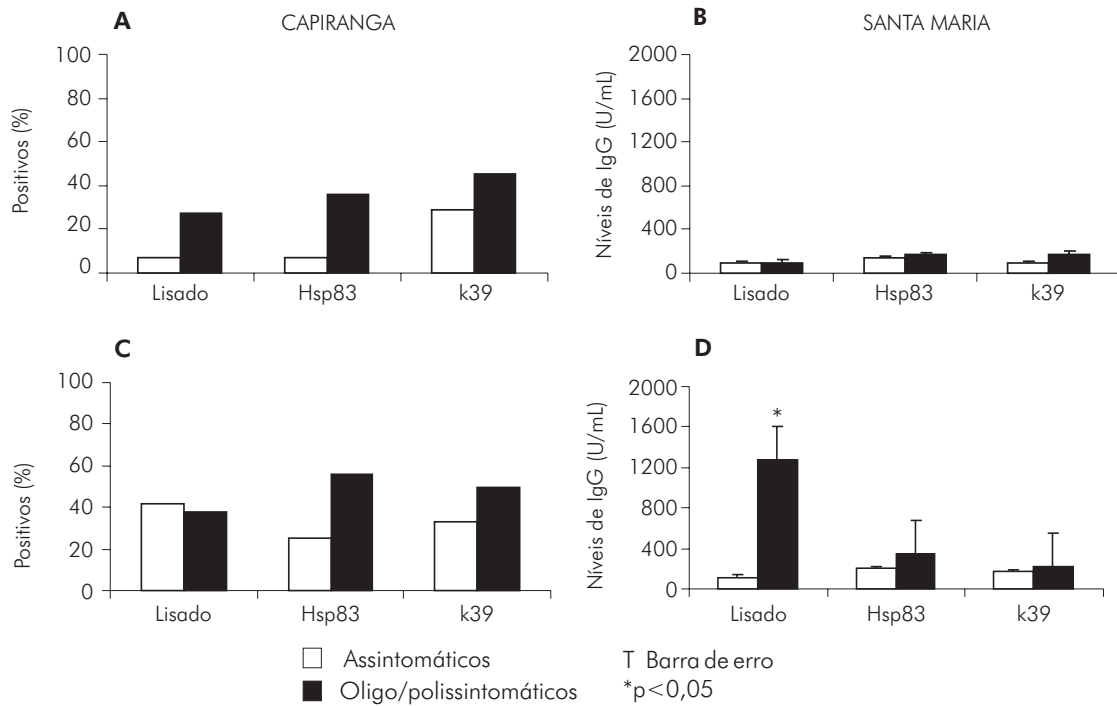 A CAPIRANGA
Positivos (%)
100
80
60
40
20
0
Lisado Hsp83 k39
B SANTA MARIA
Níveis de IgG (U/mL)
2000
1600
1200
800
400
0
Lisado Hsp83 k39
C
Positivos (%)
100
80
60
40
20
0
Lisado Hsp83 k39
D
Níveis de IgG (U/mL)
2000
1600
1200
800
400
0
*
Lisado Hsp83 k39
Assintomáticos
Oligo/polissintomáticos
T Barra de erro
*p<0,05